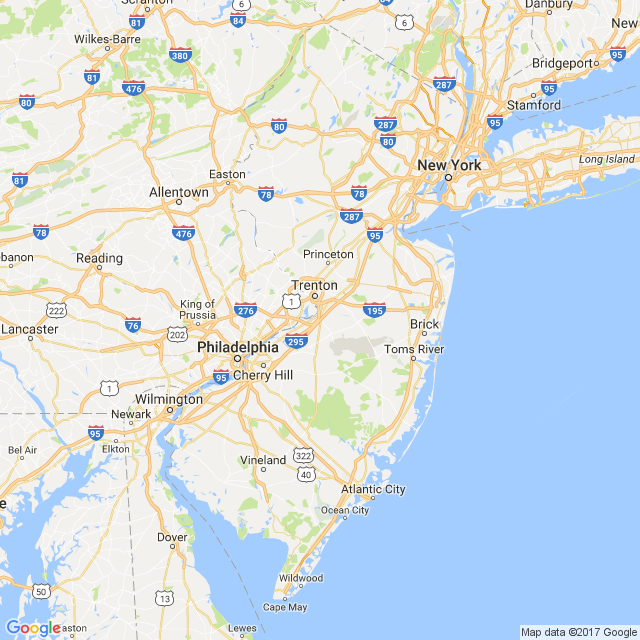 Scranton
Danbury
6
84
84
6
Wilkes-Barre
New
81
380
95
Bridgeport
81
476
287
95
80
Stamford
80
287
95
80
New York
Long Island
81
Easton
78
78
Allentown
287
78
476
95
Lebanon
Reading
Princeton
Trenton
1
King of
Prussia
276
195
222
76
202
Brick
Lancaster
295
Philadelphia
Toms River
95
Cherry Hill
1
Wilmington
Newark
95
Bel Air
Elkton
322
Vineland
40
Atlantic City
e
Ocean City
Dover
Wildwood
50
13
Cape May
Google
aston
Lewes
Map data ©2017 Google